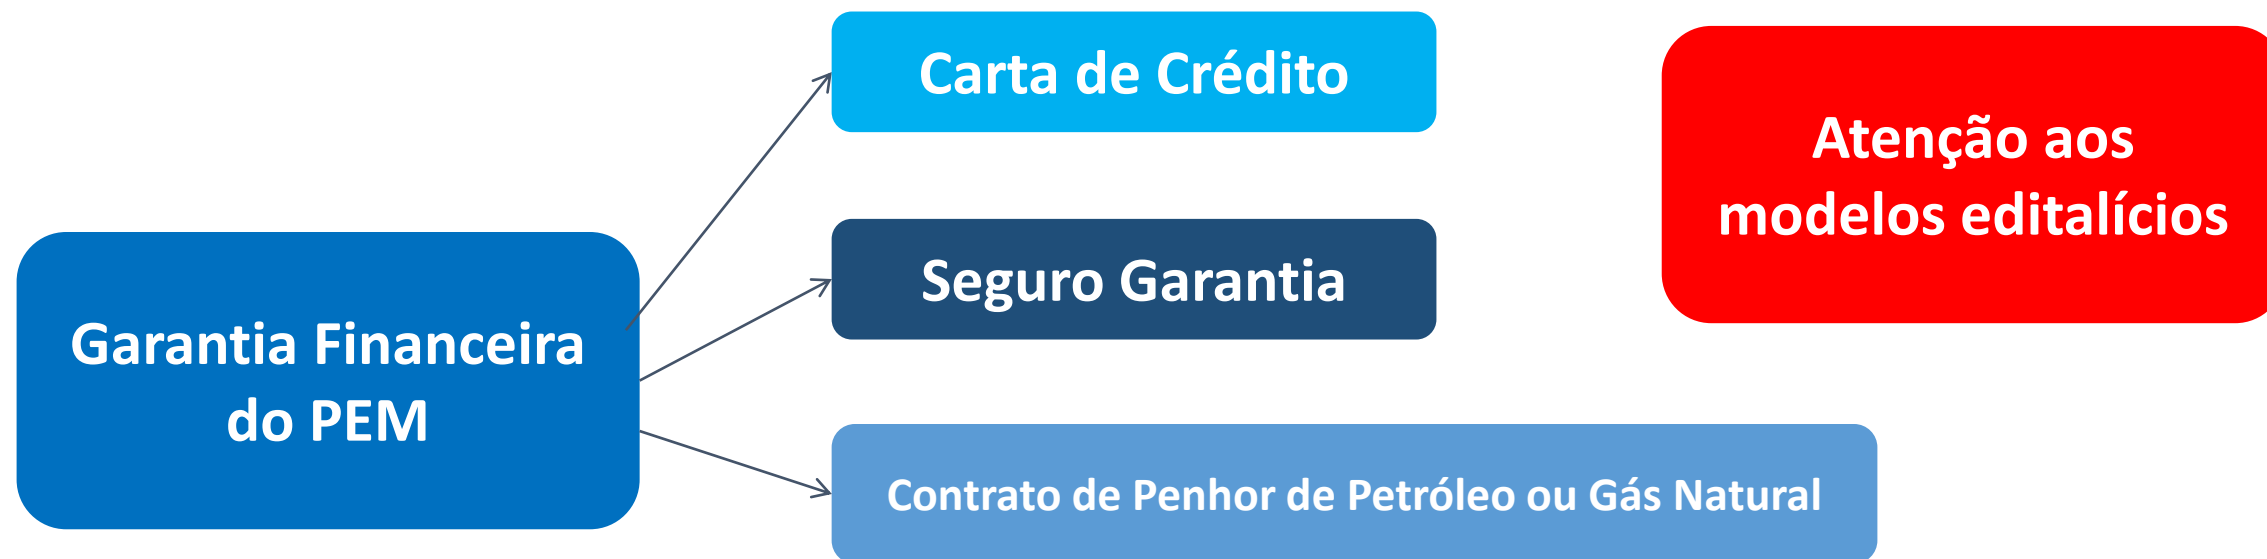 Garantia Financeira
do PEM
Carta de Crédito
Seguro Garantia
Contrato de Penhor de Petróleo ou Gás Natural
Atenção aos
modelos editalícios